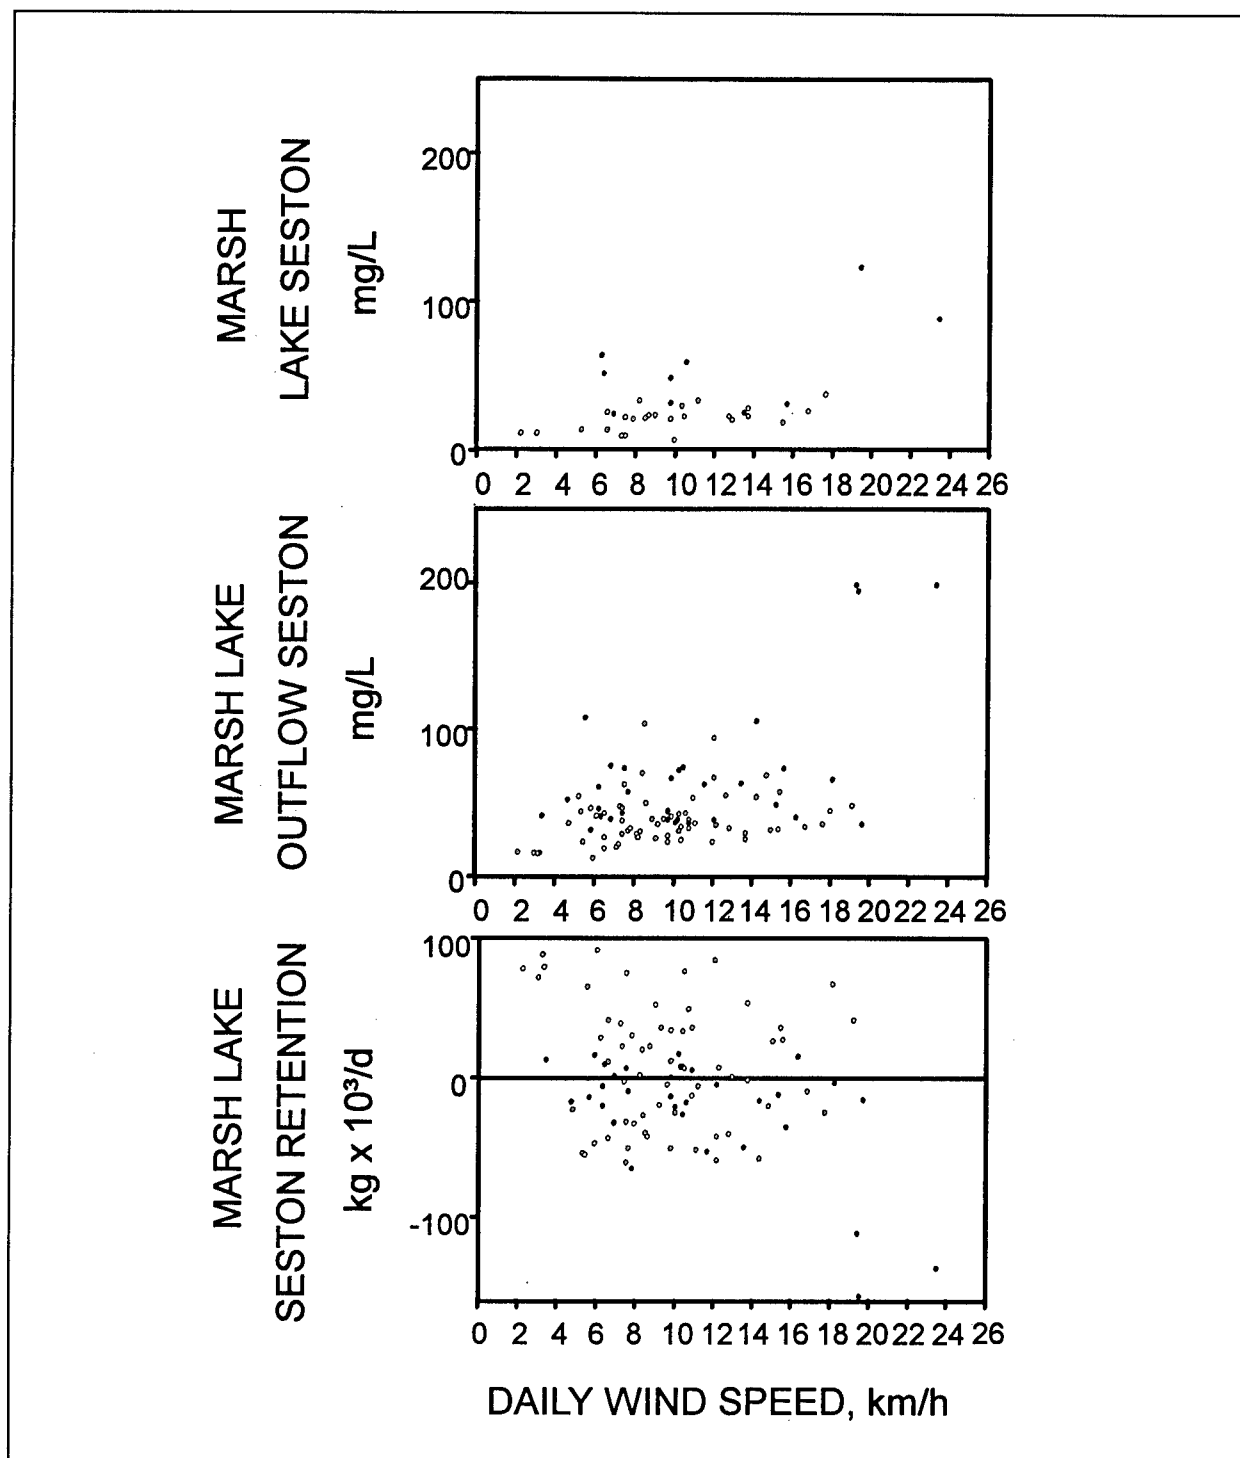 MARSH
LAKE SESTON
mg/L
200
100
0
0 2 4 6 8 10 12 14 16 18 20 22 24 26
MARSH LAKE
OUTFLOW SESTON
mg/L
200
100
0
0 2 4 6 8 10 12 14 16 18 20 22 24 26
MARSH LAKE
SESTON RETENTION
kg x 10³/d
100
0
-100
0 2 4 6 8 10 12 14 16 18 20 22 24 26
DAILY WIND SPEED, km/h